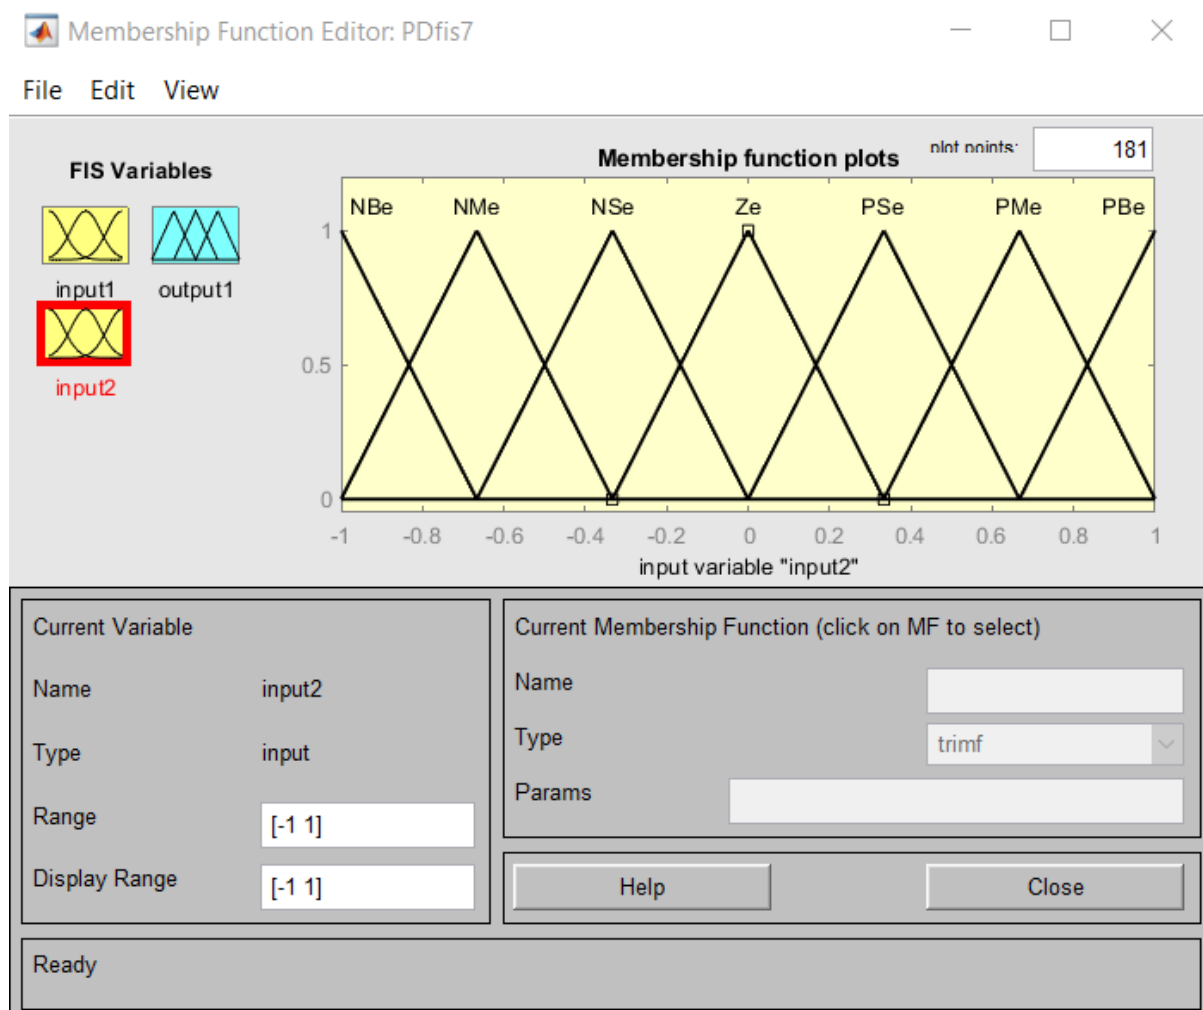 Membership Function Editor: PDfis7
File Edit View
FIS Variables
input1 output1
input2
Membership function plots plot points: 181
NBe NMe NSe Ze PSe PMe PBe
1
0.5
0
-1 -0.8 -0.6 -0.4 -0.2 0 0.2 0.4 0.6 0.8 1
input variable "input2"
Current Variable
Name input2
Type input
Range [-1 1]
Display Range [-1 1]
Current Membership Function (click on MF to select)
Name
Type trimf
Params
Help Close
Ready